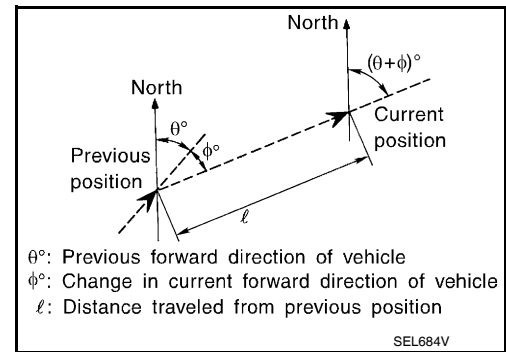 North
(θ+ϕ)°
North
θ°
ϕ°
Current
position
Previous
position
ℓ
θ°: Previous forward direction of vehicle
ϕ°: Change in current forward direction of vehicle
ℓ: Distance traveled from previous position
SEL684V